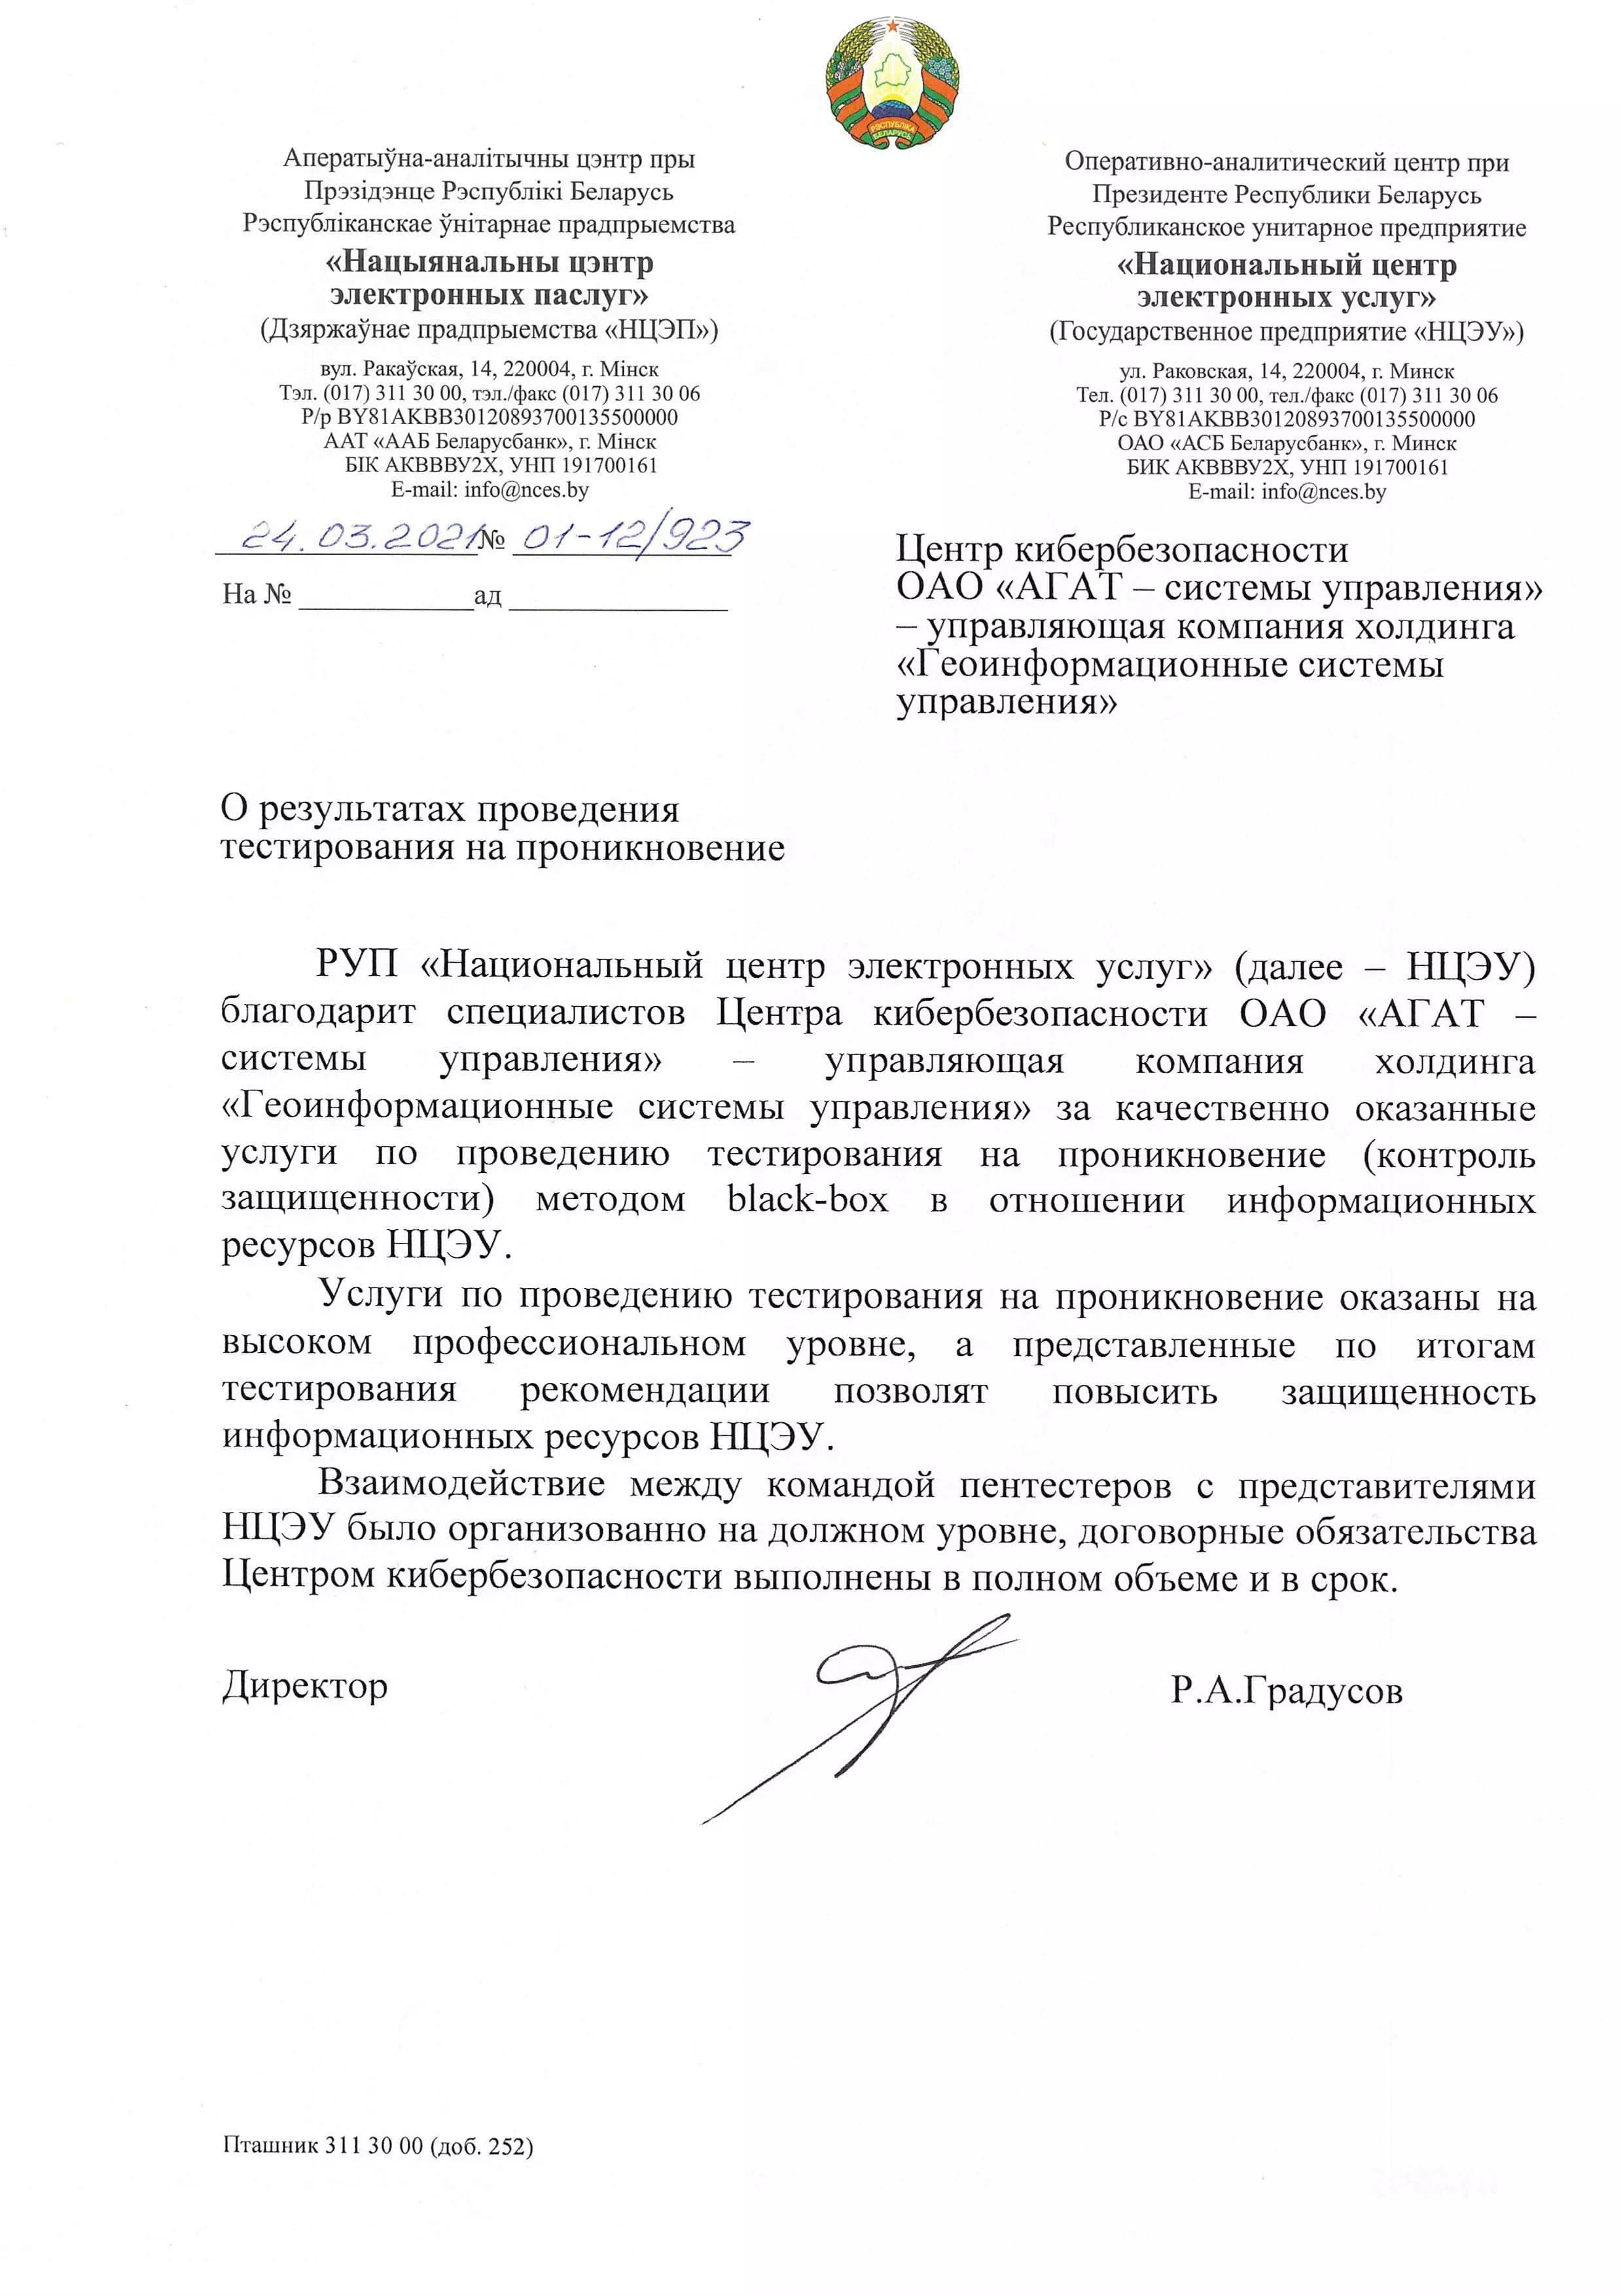 РЭСПУБЛІКА
БЕЛАРУСЬ
Аператыўна-аналітычны цэнтр пры
Прэзідэнце Рэспублікі Беларусь
Рэспубліканскае ўнітарнае прадпрыемства
«Нацыянальны цэнтр
электронных паслуг»
(Дзяржаўнае прадпрыемства «НЦЭП»)
вул. Ракаўская, 14, 220004, г. Мінск
Тэл. (017) 311 30 00, тэл./факс (017) 311 30 06
Р/р BY81AKBB30120893700135500000
ААТ «ААБ Беларусбанк», г. Мінск
БІК АКВВВУ2Х, УНП 191700161
E-mail: info@nces.by
24.03.2021 № 01-12/923
На № ____________ад _______________
Оперативно-аналитический центр при
Президенте Республики Беларусь
Республиканское унитарное предприятие
«Национальный центр
электронных услуг»
(Государственное предприятие «НЦЭУ»)
ул. Раковская, 14, 220004, г. Минск
Тел. (017) 311 30 00, тел./факс (017) 311 30 06
Р/с BY81AKBB30120893700135500000
ОАО «АСБ Беларусбанк», г. Минск
БИК АКВВВУ2Х, УНП 191700161
E-mail: info@nces.by
Центр кибербезопасности
ОАО «АГАТ – системы управления»
– управляющая компания холдинга
«Геоинформационные системы
управления»
О результатах проведения
тестирования на проникновение
РУП «Национальный центр электронных услуг» (далее – НЦЭУ)
благодарит специалистов Центра кибербезопасности ОАО «АГАТ –
системы управления» – управляющая компания холдинга
«Геоинформационные системы управления» за качественно оказанные
услуги по проведению тестирования на проникновение (контроль
защищенности) методом black-box в отношении информационных
ресурсов НЦЭУ.
Услуги по проведению тестирования на проникновение оказаны на
высоком профессиональном уровне, а представленные по итогам
тестирования рекомендации позволят повысить защищенность
информационных ресурсов НЦЭУ.
Взаимодействие между командой пентестеров с представителями
НЦЭУ было организованно на должном уровне, договорные обязательства
Центром кибербезопасности выполнены в полном объеме и в срок.
Директор
Р.А.Градусов
Пташник 311 30 00 (доб. 252)